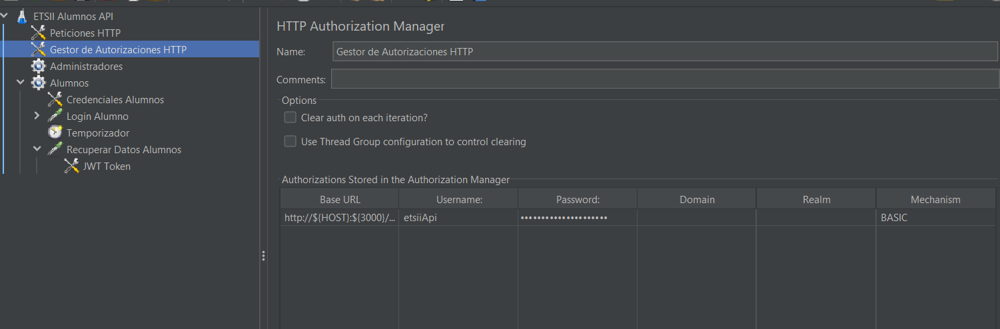 ETSII Alumnos API
Peticiones HTTP
Gestor de Autorizaciones HTTP
Administradores
Alumnos
Credenciales Alumnos
Login Alumno
Temporizador
Recuperar Datos Alumnos
JWT Token
HTTP Authorization Manager
Name: Gestor de Autorizaciones HTTP
Comments:
Options
Clear auth on each iteration?
Use Thread Group configuration to control clearing
Authorizations Stored in the Authorization Manager
Base URL Username: Password: Domain Realm Mechanism
http://${HOST}:${3000}/... etsiiApi ••••••••••••••••••••• BASIC